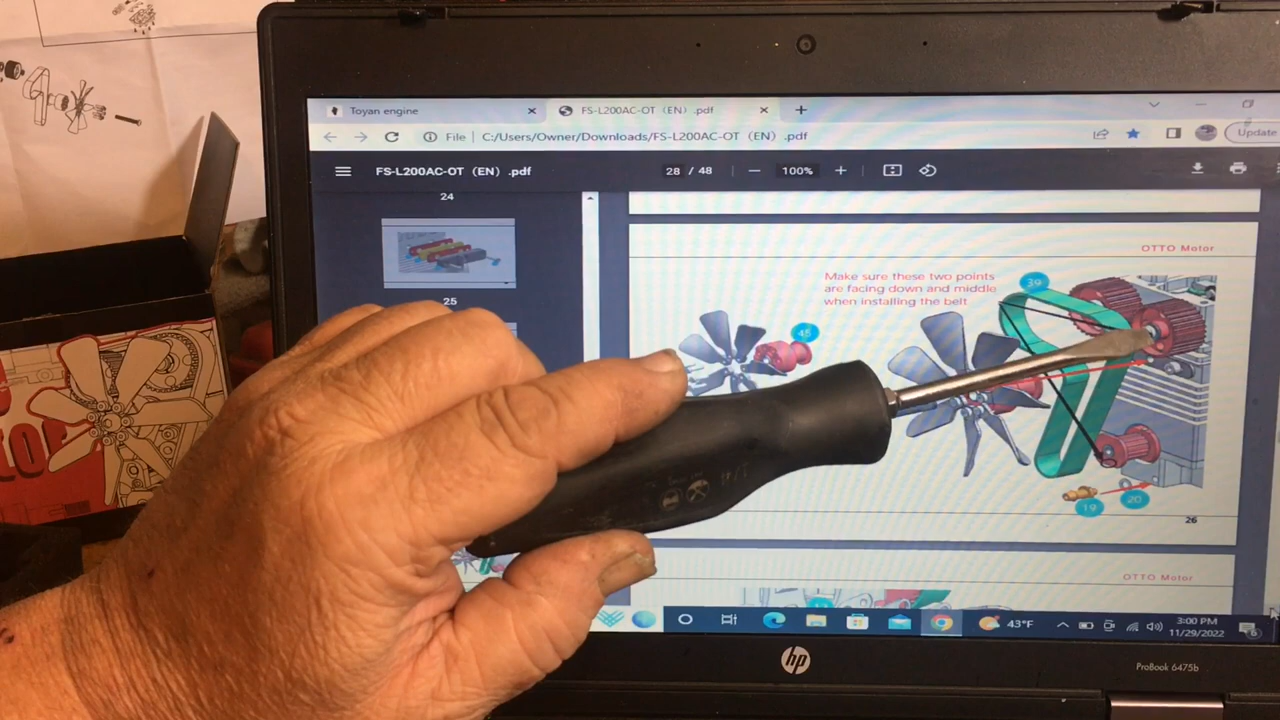 Toyan engine
FS-L200AC-OT（EN）.pdf
File | C:/Users/Owner/Downloads/FS-L200AC-OT（EN）.pdf
Update
FS-L200AC-OT（EN）.pdf
28 / 48
100%
24
25
OTTO Motor
Make sure these two points
are facing down and middle
when installing the belt
39
45
19
20
26
OTTO Motor
43°F
3:00 PM
11/29/2022
6
hp
ProBook 6475b